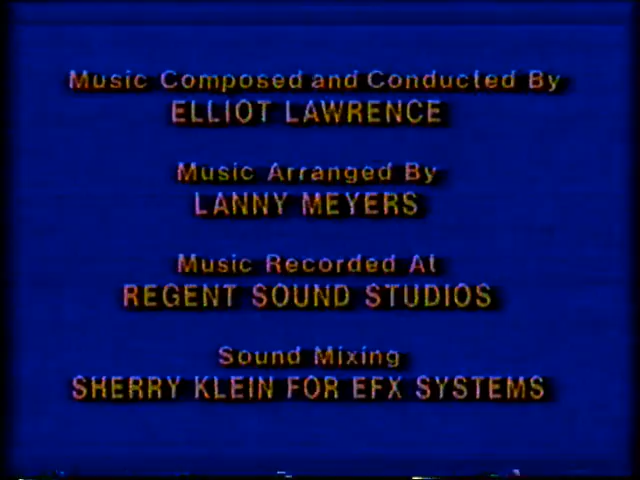 Music Composed and Conducted By
ELLIOT LAWRENCE
Music Arranged By
LANNY MEYERS
Music Recorded At
REGENT SOUND STUDIOS
Sound Mixing
SHERRY KLEIN FOR EFX SYSTEMS